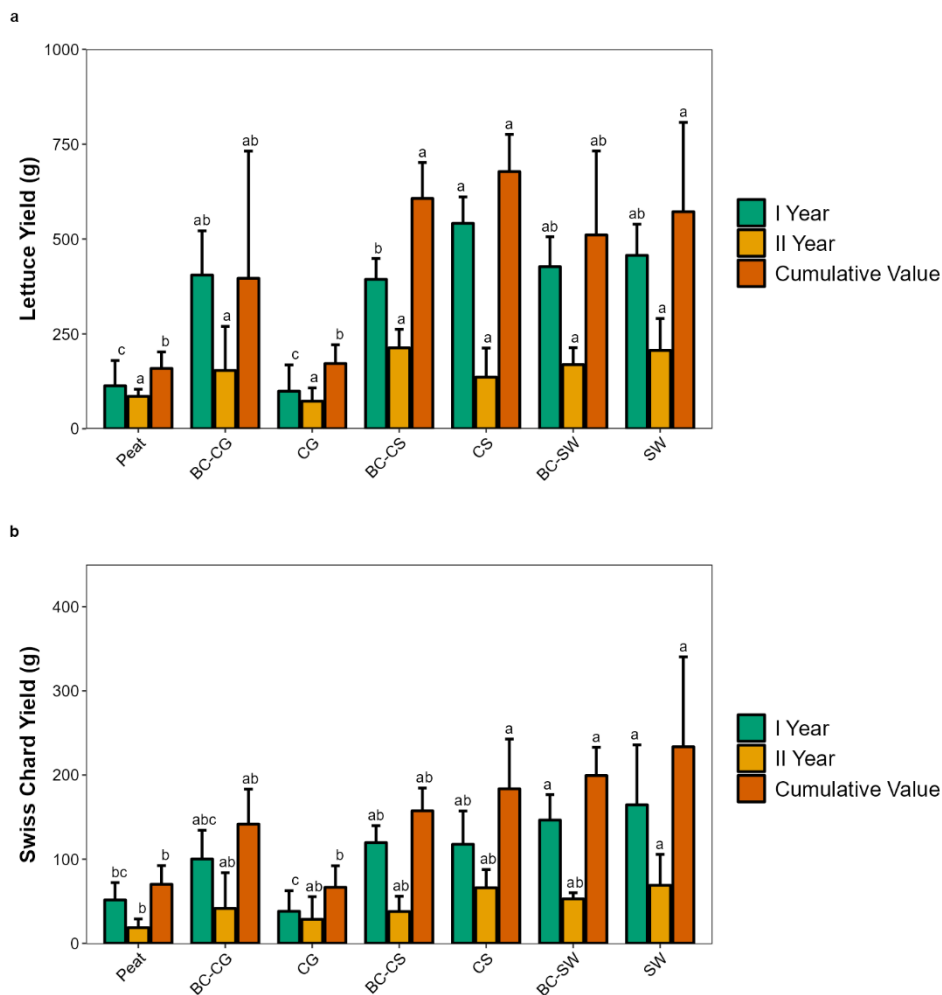 a
1000
750
500
250
0
Lettuce Yield (g)
c a b
ab a ab
c a b
b a a
a a a
ab a ab
ab a a
Peat
BC-CG
CG
BC-CS
CS
BC-SW
SW
I Year
II Year
Cumulative Value
b
400
300
200
100
0
Swiss Chard Yield (g)
bc b b
abc ab ab
c ab b
ab ab ab
ab ab a
a ab a
a a a
Peat
BC-CG
CG
BC-CS
CS
BC-SW
SW
I Year
II Year
Cumulative Value